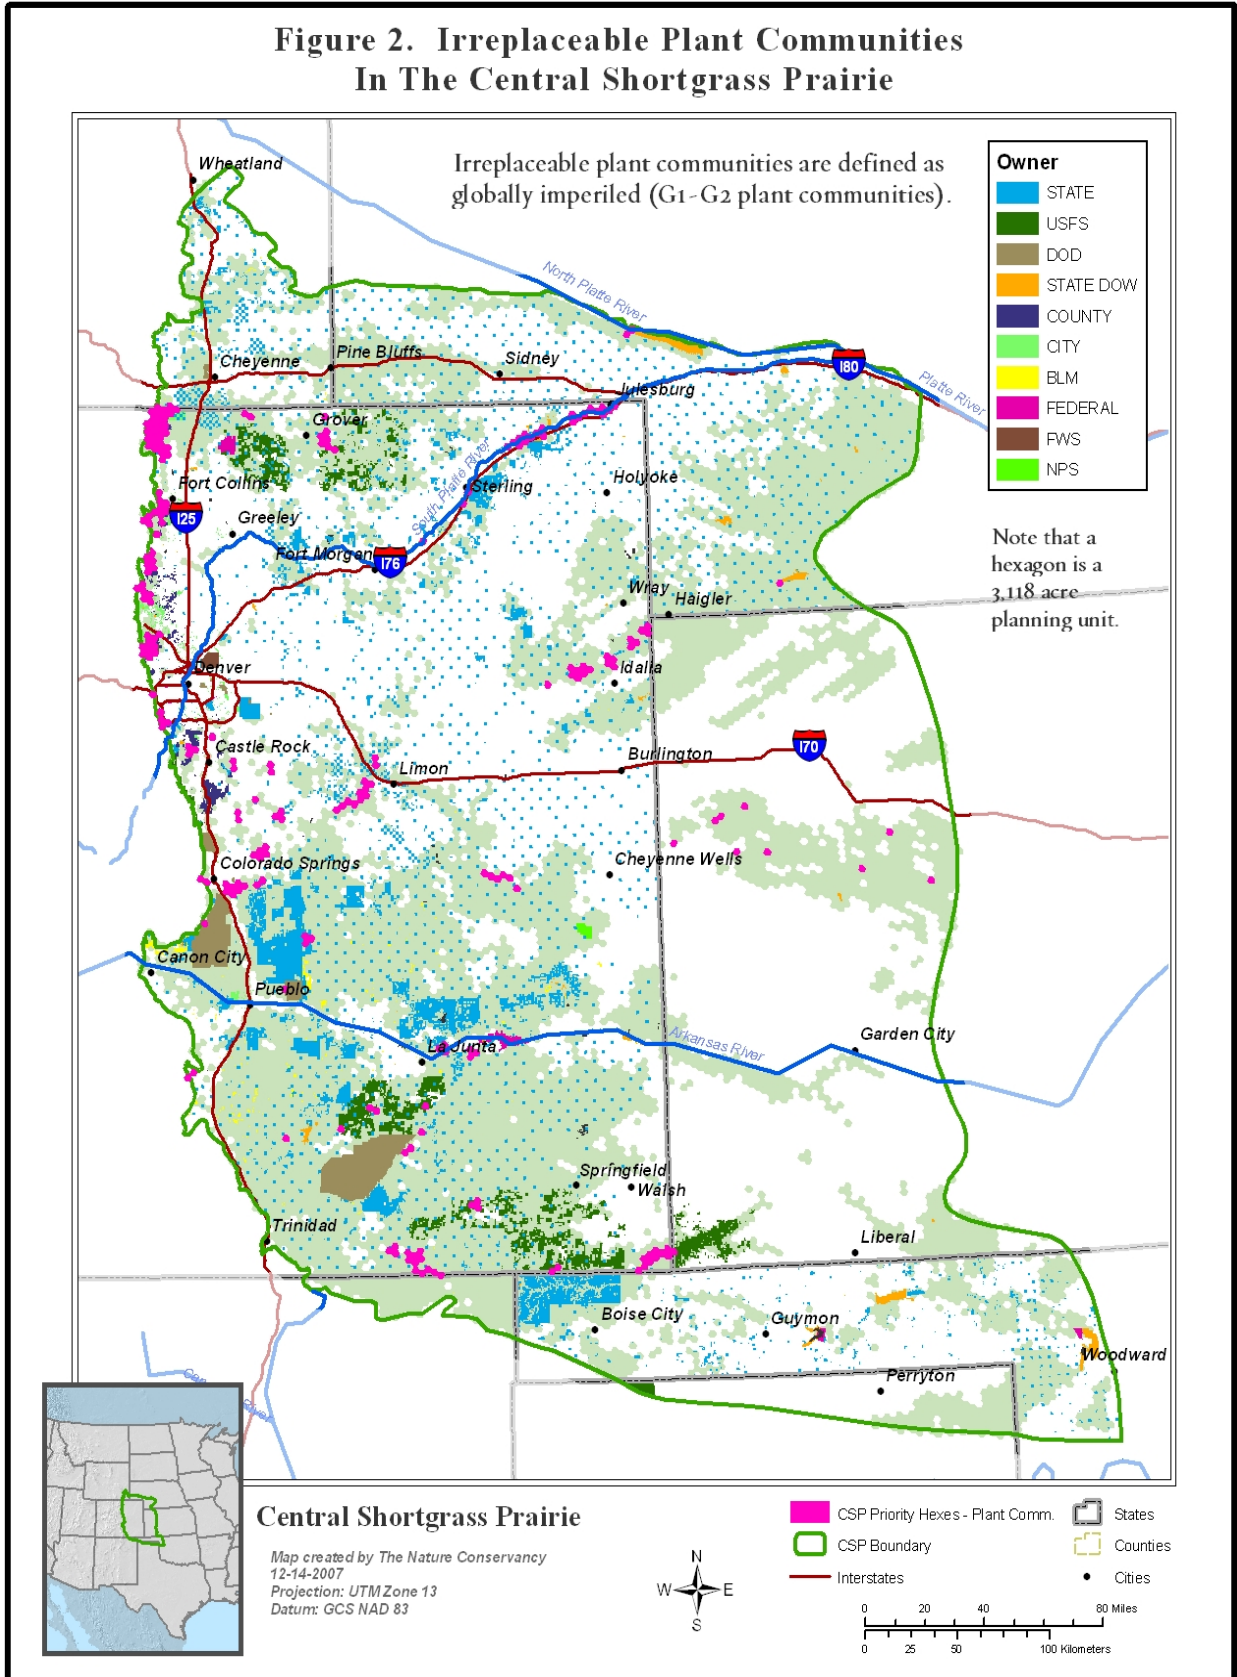 Figure 2. Irreplaceable Plant Communities
In The Central Shortgrass Prairie
Irreplaceable plant communities are defined as
globally imperiled (G1-G2 plant communities).
Owner
STATE
USFS
DOD
STATE DOW
COUNTY
CITY
BLM
FEDERAL
FWS
NPS
Note that a
hexagon is a
3,118 acre
planning unit.
Wheatland
North Platte River
Cheyenne
Pine Bluffs
Sidney
I80
Platte River
Julesburg
Grover
South Platte River
Fort Collins
Sterling
Holyoke
I25
Greeley
Fort Morgan
I76
Wray
Haigler
Denver
Idalia
Castle Rock
Limon
Burlington
I70
Colorado Springs
Cheyenne Wells
Canon City
Pueblo
La Junta
Arkansas River
Garden City
Springfield
Walsh
Trinidad
Liberal
Boise City
Guymon
Woodward
Perryton
River
Central Shortgrass Prairie
Map created by The Nature Conservancy
12-14-2007
Projection: UTM Zone 13
Datum: GCS NAD 83
N
W E
S
CSP Priority Hexes - Plant Comm.
CSP Boundary
Interstates
States
Counties
Cities
0 20 40 80 Miles
0 25 50 100 Kilometers